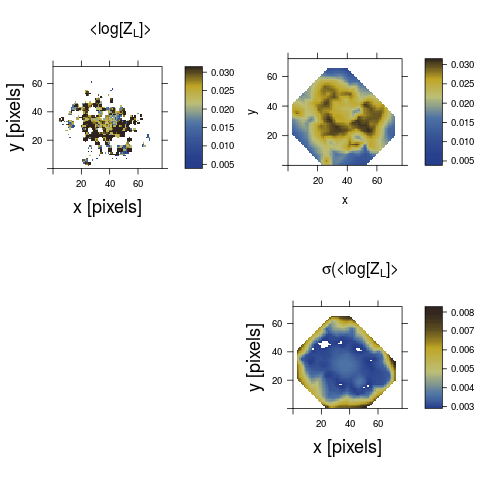 <log[Z_L]>
60
40
20
20 40 60
x [pixels]
y [pixels]
0.030
0.025
0.020
0.015
0.010
0.005
60
40
20
20 40 60
x
y
0.030
0.025
0.020
0.015
0.010
0.005
σ(<log[Z_L]>
60
40
20
20 40 60
x [pixels]
y [pixels]
0.008
0.007
0.006
0.005
0.004
0.003